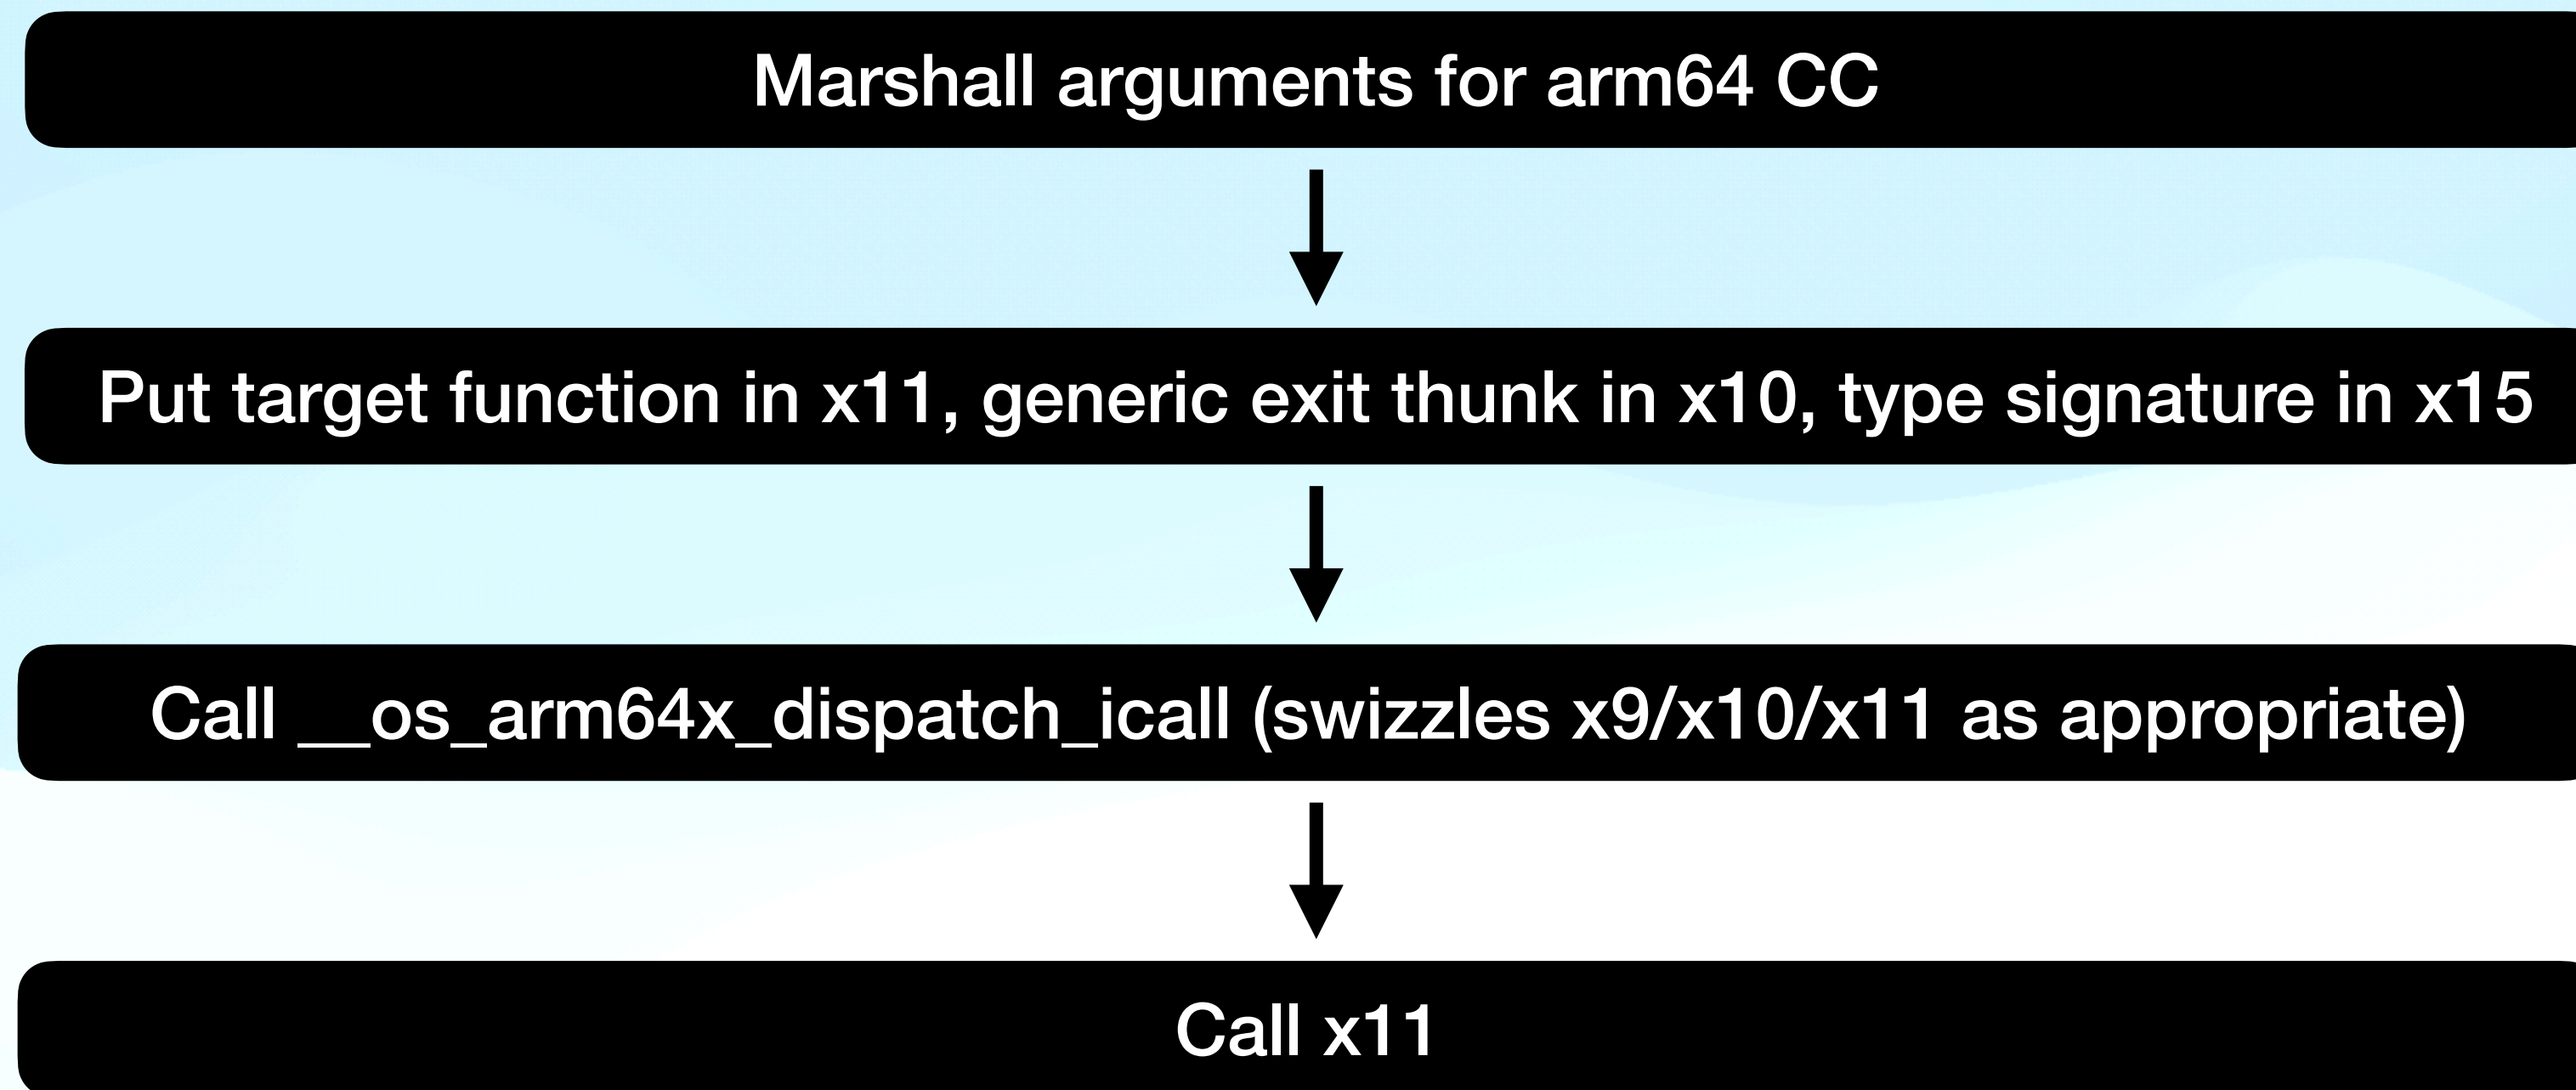 Marshall arguments for arm64 CC
Put target function in x11, generic exit thunk in x10, type signature in x15
Call __os_arm64x_dispatch_icall (swizzles x9/x10/x11 as appropriate)
Call x11